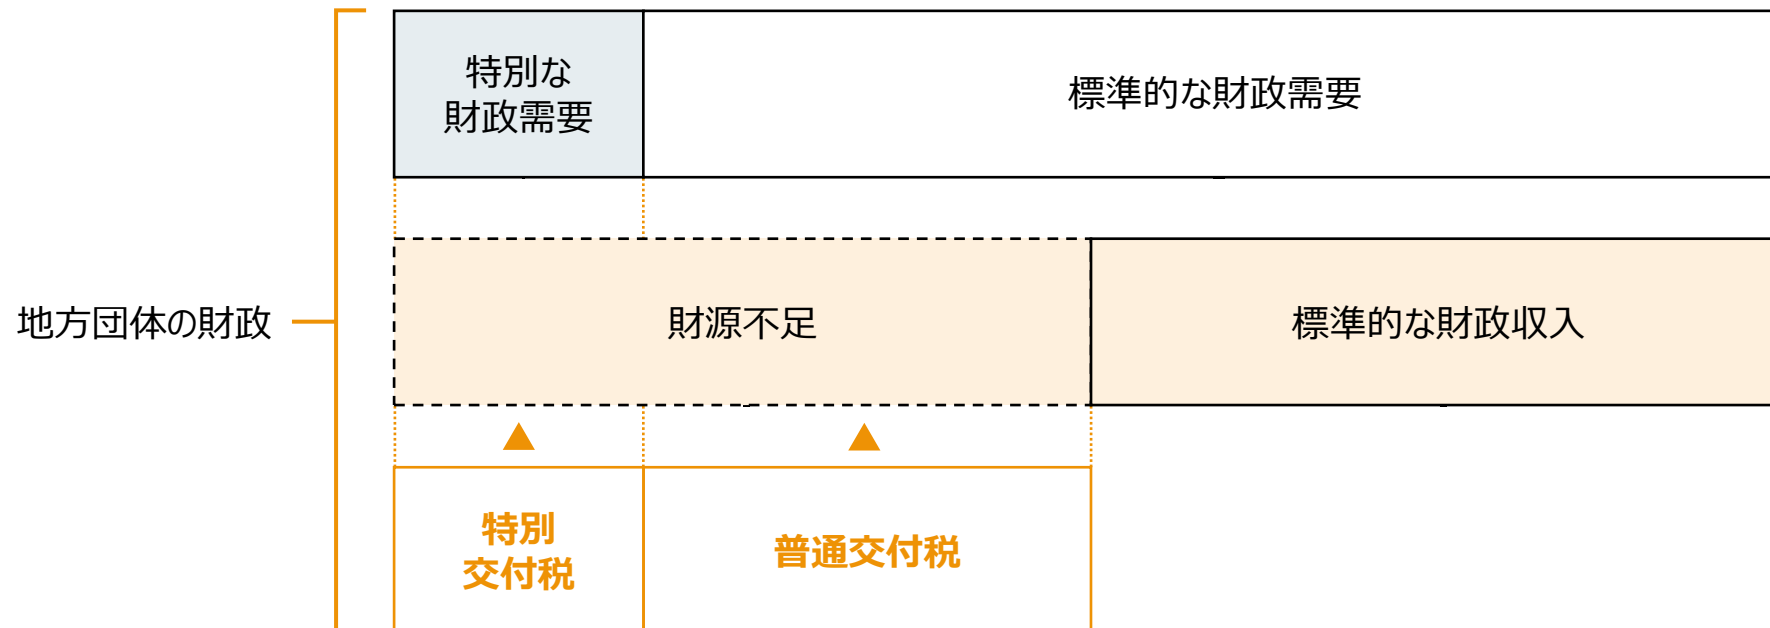 特別な
財政需要
標準的な財政需要
地方団体の財政
財源不足
標準的な財政収入
特別
交付税
普通交付税